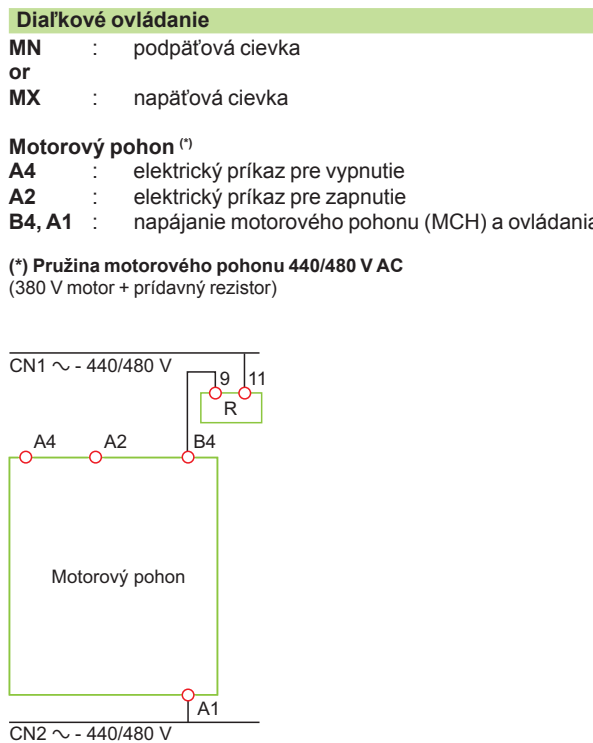 Diaľkové ovládanie
MN : podpäťová cievka
or
MX : napäťová cievka
Motorový pohon (*)
A4 : elektrický príkaz pre vypnutie
A2 : elektrický príkaz pre zapnutie
B4, A1 : napájanie motorového pohonu (MCH) a ovládania
(*) Pružina motorového pohonu 440/480 V AC
(380 V motor + prídavný rezistor)
CN1 ∼ - 440/480 V
9 11
R
A4 A2 B4
Motorový pohon
A1
CN2 ∼ - 440/480 V